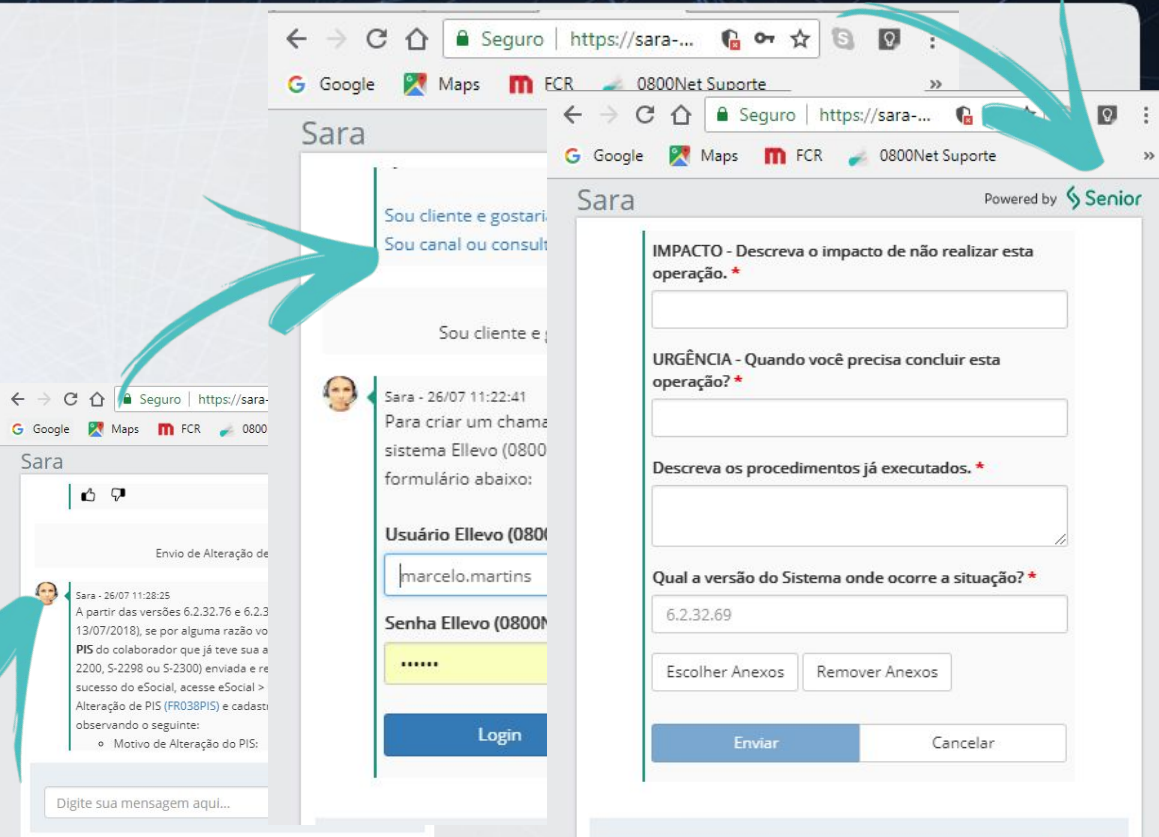 Seguro | https://sara-...
Google Maps FCR 0800Net Suporte »
Sara
Sou cliente e
Sou canal ou
Sou cliente e
Sara - 26/07 11:22:41
Para criar um
sistema Ellevo (0800
formulário abaixo:
Usuário Ellevo
marcelo.martins
Senha Ellevo
••••••
Login
Seguro | https://sara-...
Google Maps FCR 0800Net Suporte »
Sara
Powered by Senior
IMPACTO - Descreva o impacto de não realizar esta
operação. *
URGÊNCIA - Quando você precisa concluir esta
operação? *
Descreva os procedimentos já executados. *
Qual a versão do Sistema onde ocorre a situação? *
6.2.32.69
Escolher Anexos Remover Anexos
Enviar Cancelar
Seguro | https://sara-
Google Maps FCR 0800
Sara
Envio de Alteração de
Sara - 26/07 11:28:25
A partir das versões 6.2.32.76 e 6.2.3
13/07/2018), se por alguma razão vo
PIS do colaborador que já teve sua a
2200, S-2298 ou S-2300) enviada e re
sucesso do eSocial, acesse eSocial >
Alteração de PIS (FR038PIS) e cadast
observando o seguinte:
Motivo de Alteração do PIS:
Digite sua mensagem aqui...